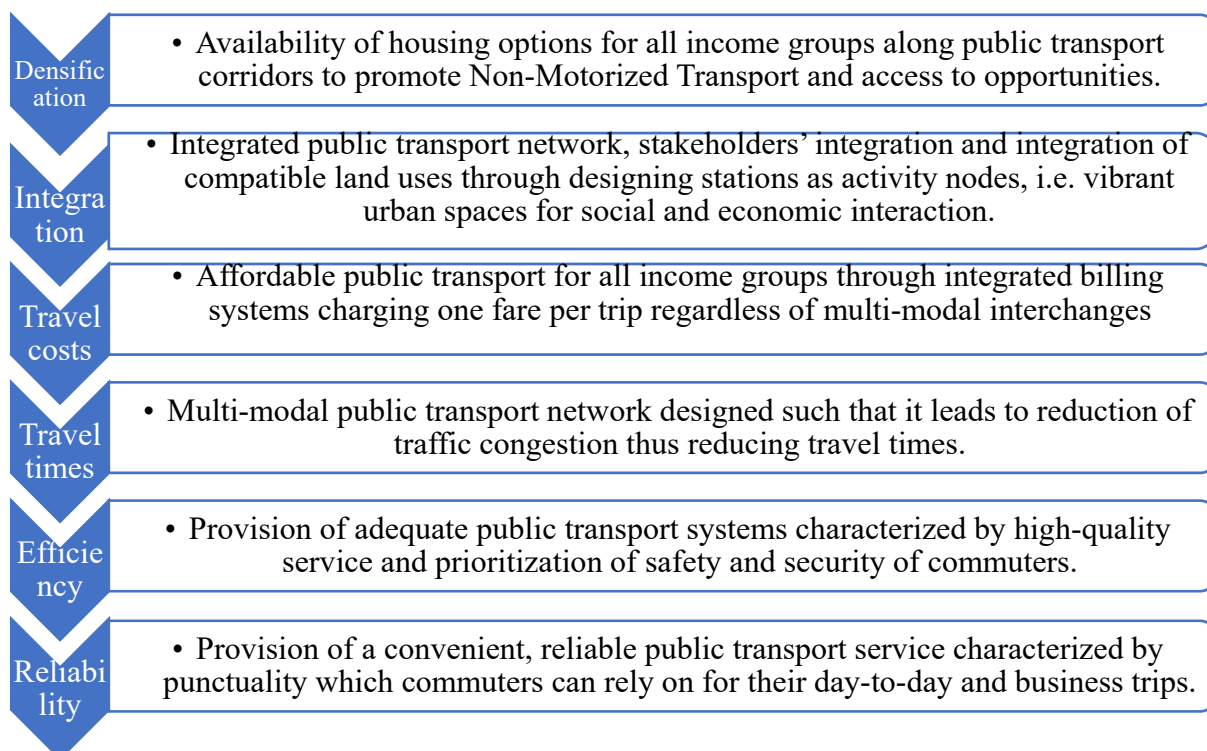 Densific
ation
• Availability of housing options for all income groups along public transport
corridors to promote Non-Motorized Transport and access to opportunities.
Integra
tion
• Integrated public transport network, stakeholders’ integration and integration of
compatible land uses through designing stations as activity nodes, i.e. vibrant
urban spaces for social and economic interaction.
Travel
costs
• Affordable public transport for all income groups through integrated billing
systems charging one fare per trip regardless of multi-modal interchanges
Travel
times
• Multi-modal public transport network designed such that it leads to reduction of
traffic congestion thus reducing travel times.
Efficie
ncy
• Provision of adequate public transport systems characterized by high-quality
service and prioritization of safety and security of commuters.
Reliabi
lity
• Provision of a convenient, reliable public transport service characterized by
punctuality which commuters can rely on for their day-to-day and business trips.